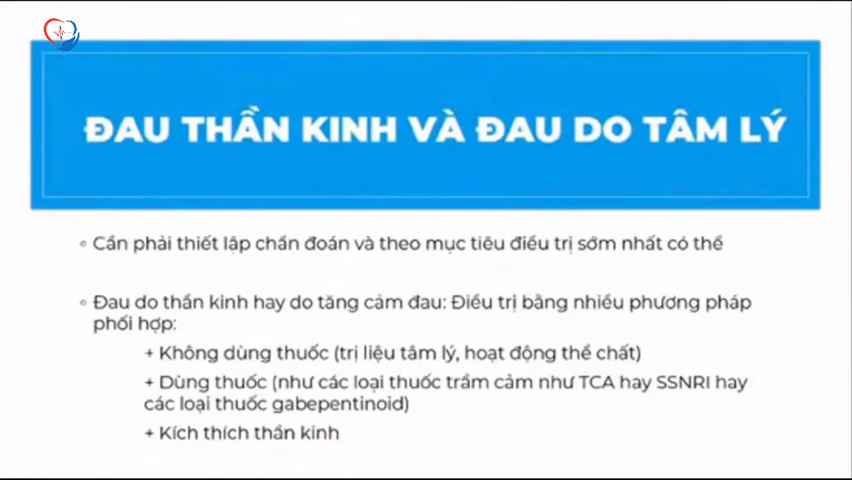 ĐAU THẦN KINH VÀ ĐAU DO TÂM LÝ
◦ Cần phải thiết lập chẩn đoán và theo mục tiêu điều trị sớm nhất có thể
◦ Đau do thần kinh hay do tăng cảm đau: Điều trị bằng nhiều phương pháp
phối hợp:
+ Không dùng thuốc (trị liệu tâm lý, hoạt động thể chất)
+ Dùng thuốc (như các loại thuốc trầm cảm như TCA hay SSNRI hay
các loại thuốc gabepentinoid)
+ Kích thích thần kinh